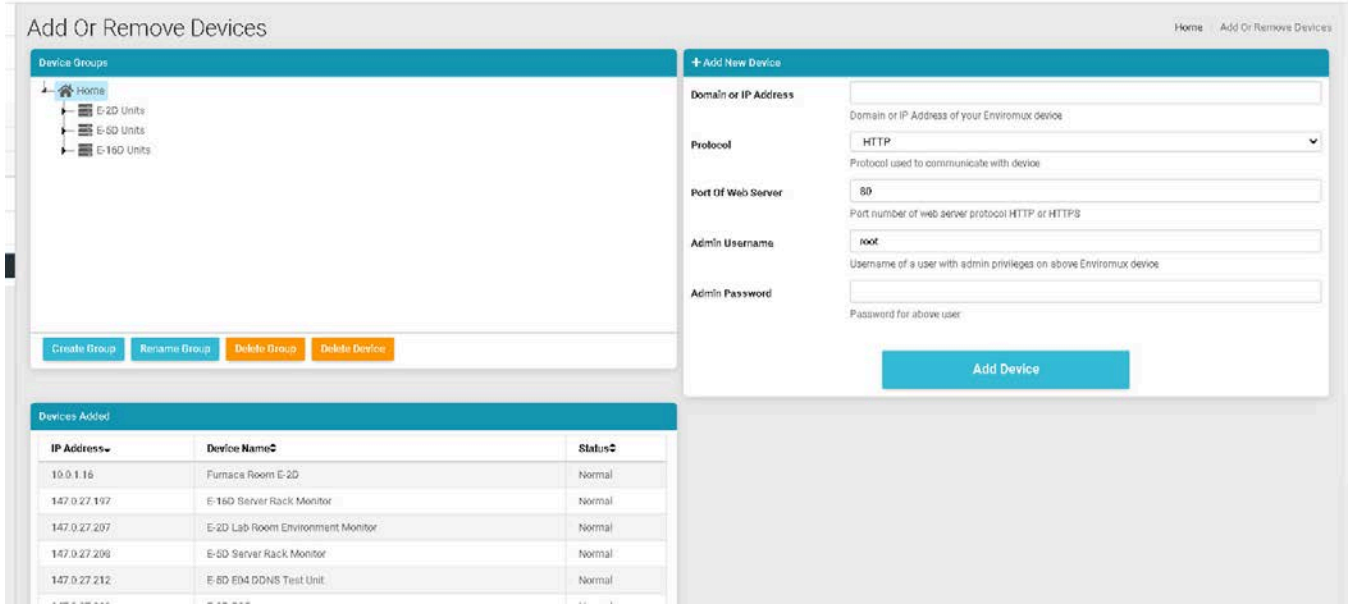 Add Or Remove Devices
Home Add Or Remove Devices
Device Groups
Home
E-2D Units
E-5D Units
E-16D Units
Create Group Rename Group Delete Group Delete Device
+ Add New Device
Domain or IP Address
Domain or IP Address of your Enviromux device
Protocol HTTP
Protocol used to communicate with device
Port Of Web Server 80
Port number of web server protocol HTTP or HTTPS
Admin Username root
Username of a user with admin privileges on above Enviromux device
Admin Password
Password for above user
Add Device
Devices Added
IP Address Device Name Status
10.0.1.16 Furnace Room E-2D Normal
147.0.27.197 E-16D Server Rack Monitor Normal
147.0.27.207 E-2D Lab Room Environment Monitor Normal
147.0.27.208 E-5D Server Rack Monitor Normal
147.0.27.212 E-5D E04 DDNS Test Unit Normal